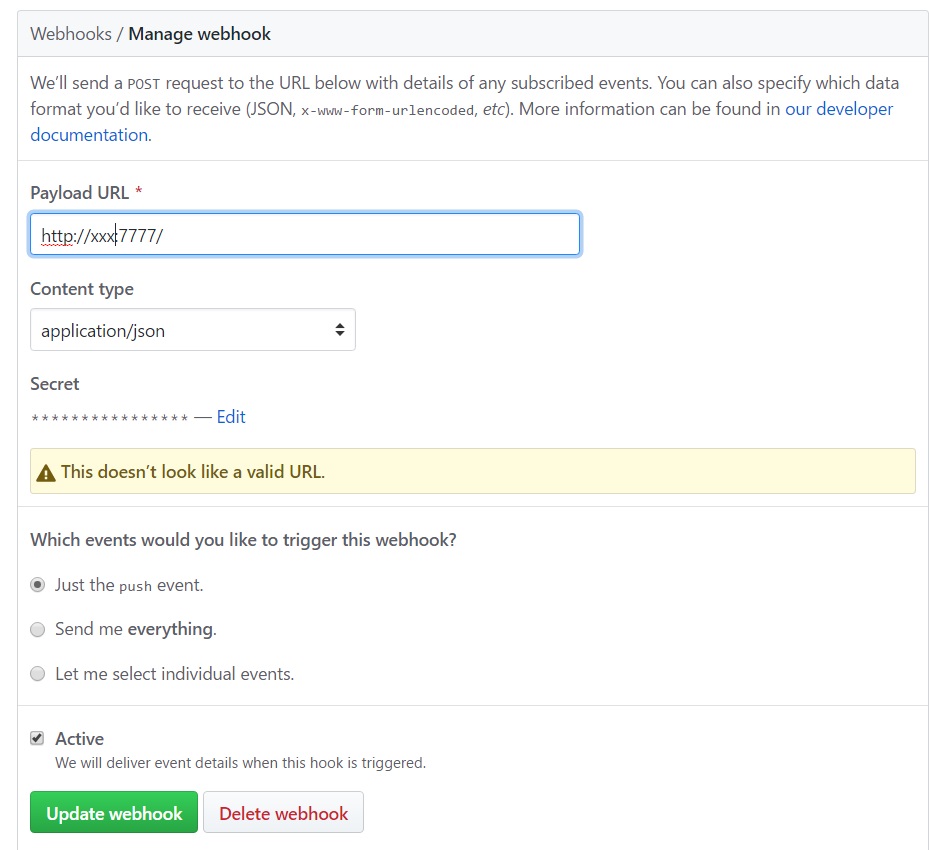 Webhooks / Manage webhook
We’ll send a POST request to the URL below with details of any subscribed events. You can also specify which data
format you’d like to receive (JSON, x-www-form-urlencoded, etc). More information can be found in our developer
documentation.
Payload URL *
http://xxx:7777/
Content type
application/json
Secret
**************** — Edit
This doesn’t look like a valid URL.
Which events would you like to trigger this webhook?
Just the push event.
Send me everything.
Let me select individual events.
Active
We will deliver event details when this hook is triggered.
Update webhook Delete webhook